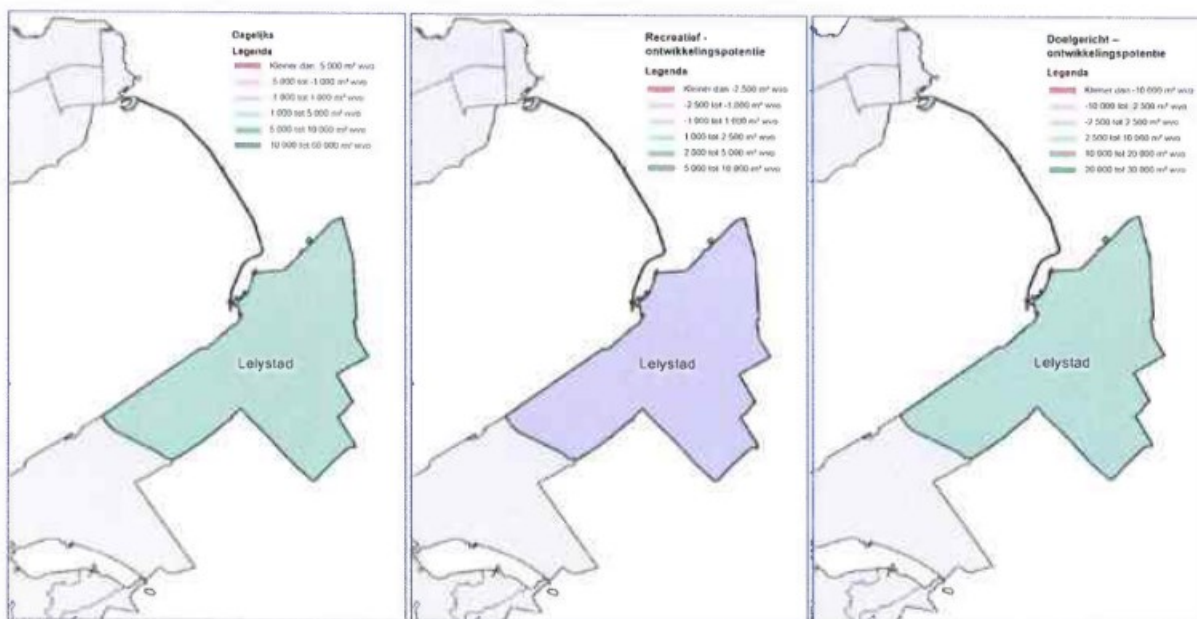 Dagelijks
Legenda
Kleiner dan -5 000 m² wvo
-5 000 tot -1 000 m² wvo
-1 000 tot 1 000 m² wvo
1 000 tot 5 000 m² wvo
5 000 tot 10 000 m² wvo
10 000 tot 50 000 m² wvo
Lelystad
Recreatief -
ontwikkelingspotentie
Legenda
Kleiner dan -2.500 m² wvo
-2 500 tot -1 000 m² wvo
-1 000 tot 1 000 m² wvo
1 000 tot 2 500 m² wvo
2 500 tot 5 000 m² wvo
5 000 tot 10 000 m² wvo
Lelystad
Doelgericht –
ontwikkelingspotentie
Legenda
Kleiner dan -10 000 m² wvo
-10 000 tot -2 500 m² wvo
-2 500 tot 2 500 m² wvo
2 500 tot 10 000 m² wvo
10 000 tot 20 000 m² wvo
20 000 tot 30 000 m² wvo
Lelystad